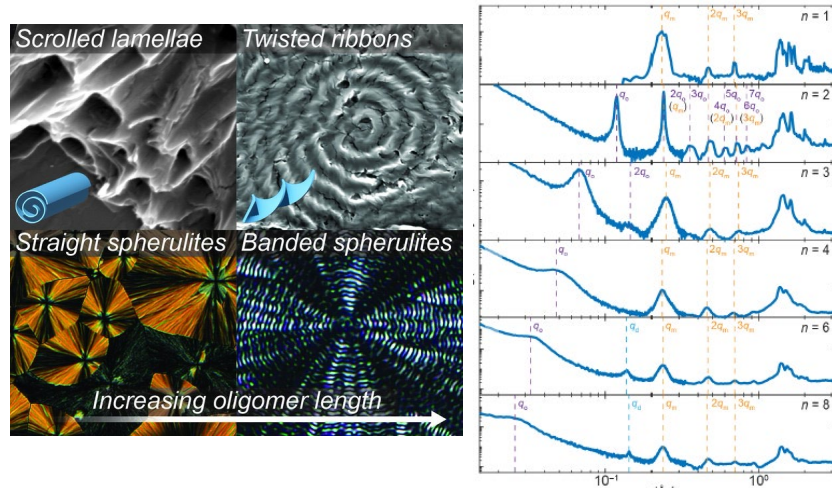 Scrolled lamellae
Twisted ribbons
Straight spherulites
Banded spherulites
Increasing oligomer length
qm 2qm 3qm n = 1
qo 2qo 3qo 5qo 7qo n = 2
(qm) 4qo 6qo
(2qm) (3qm)
qo 2qo qm 2qm 3qm n = 3
qo qm 2qm 3qm n = 4
qo qd qm 2qm 3qm n = 6
qo qd qm 2qm 3qm n = 8
10⁻¹ 10⁰